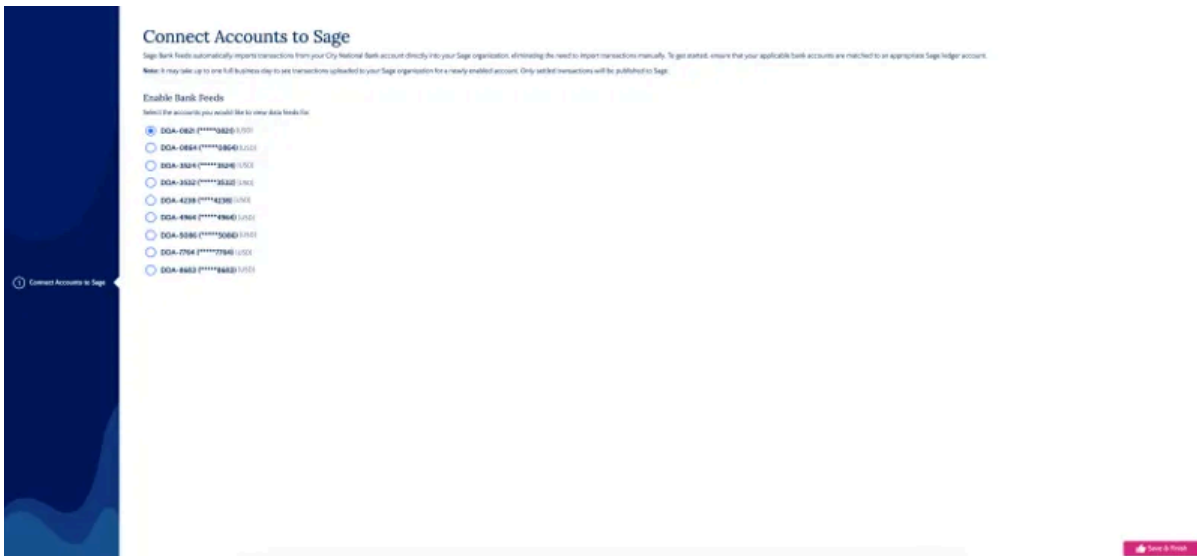 Connect Accounts to Sage
Sage Bank Feeds automatically imports transactions from your City National Bank account directly into your Sage organization, eliminating the need to import transactions manually. To get started, ensure that your applicable bank accounts are matched to an appropriate Sage ledger account.
Note: It may take up to one full business day to see transactions uploaded to your Sage organization for a newly enabled account. Only settled transactions will be published to Sage.
Enable Bank Feeds
Select the accounts you would like to view data feeds for.
DDA-0821 (*****0821) (USD)
DDA-0864 (*****0864) (USD)
DDA-3524 (*****3524) (USD)
DDA-3532 (*****3532) (USD)
DDA-4238 (****4238) (USD)
DDA-4964 (*****4964) (USD)
DDA-5086 (*****5086) (USD)
DDA-7764 (*****7764) (USD)
DDA-8683 (*****8683) (USD)
1 Connect Accounts to Sage
Save & Finish